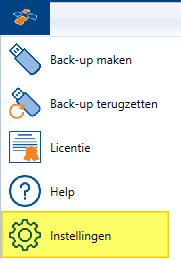 Back-up maken
Back-up terugzetten
Licentie
Help
Instellingen